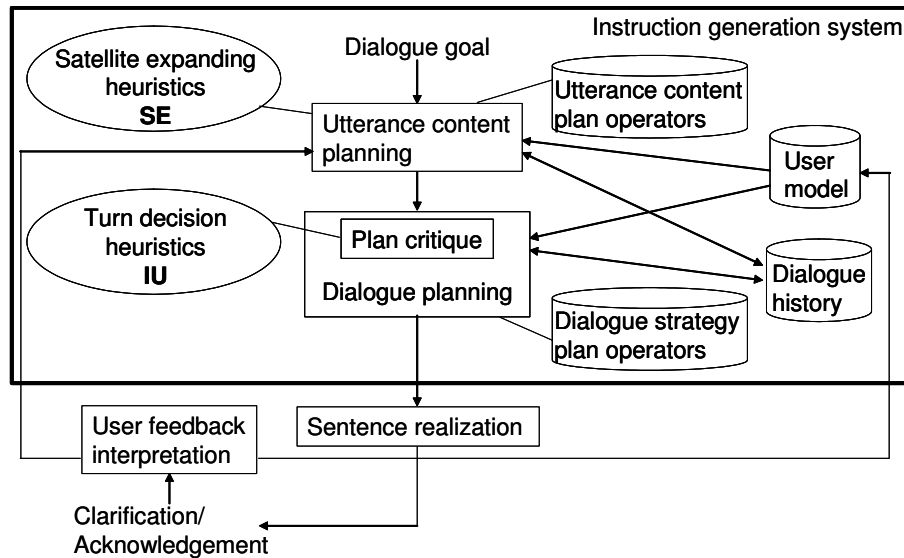 Instruction generation system
Satellite expanding
heuristics
SE
Dialogue goal
Utterance content
plan operators
Utterance content
planning
User
model
Turn decision
heuristics
IU
Plan critique
Dialogue planning
Dialogue
history
Dialogue strategy
plan operators
User feedback
interpretation
Sentence realization
Clarification/
Acknowledgement